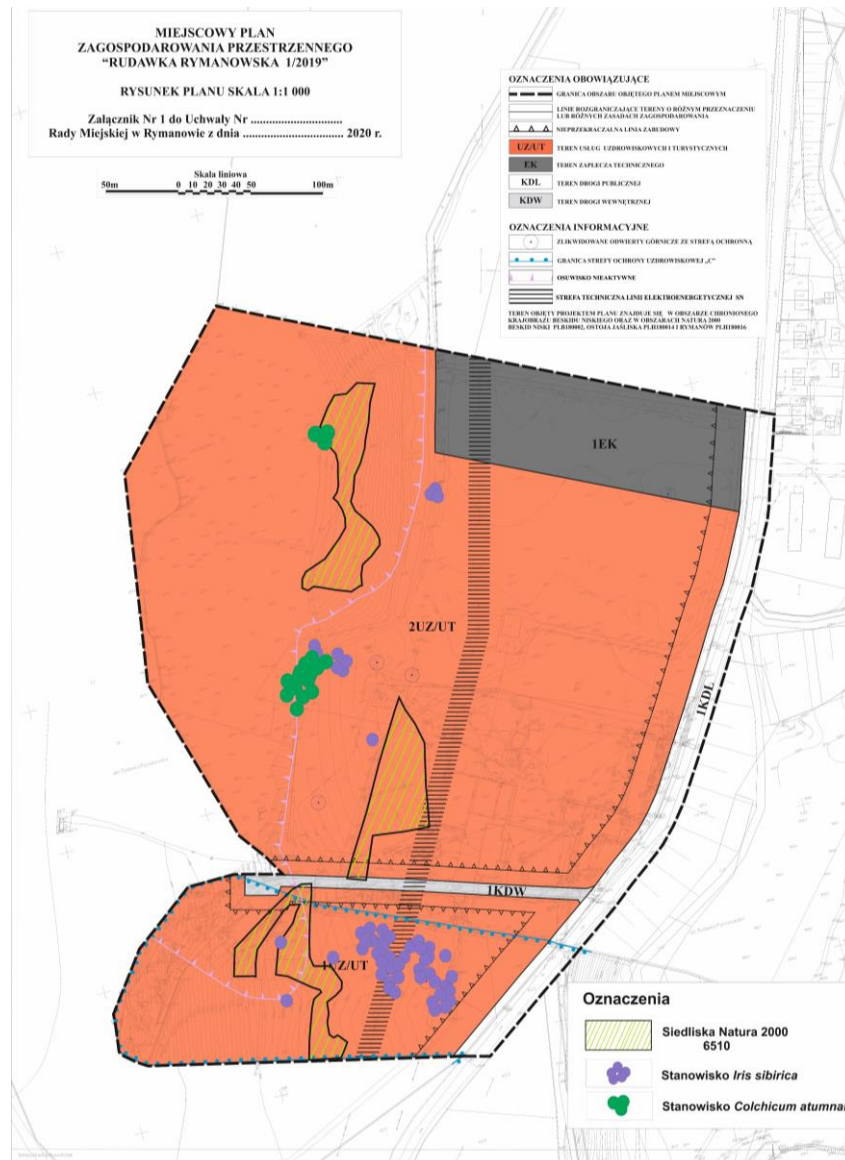 MIEJSCOWY PLAN
ZAGOSPODAROWANIA PRZESTRZENNEGO
“RUDAWKA RYMANOWSKA 1/2019”
RYSUNEK PLANU SKALA 1:1 000
Załącznik Nr 1 do Uchwały Nr ..............................
Rady Miejskiej w Rymanowie z dnia ................................. 2020 r.
Skala liniowa
50m 0 10 20 30 40 50 100m
OZNACZENIA OBOWIĄZUJĄCE
GRANICA OBSZARU OBJĘTEGO PLANEM MIEJSCOWYM
LINIE ROZGRANICZAJĄCE TERENY O RÓŻNYM PRZEZNACZENIU
LUB RÓŻNYCH ZASADACH ZAGOSPODAROWANIA
NIEPRZEKRACZALNA LINIA ZABUDOWY
UZ/UT TEREN USŁUG UZDROWISKOWYCH I TURYSTYCZNYCH
EK TEREN ZAPLECZA TECHNICZNEGO
KDL TEREN DROGI PUBLICZNEJ
KDW TEREN DROGI WEWNĘTRZNEJ
OZNACZENIA INFORMACYJNE
ZLIKWIDOWANE ODWIERTY GÓRNICZE ZE STREFĄ OCHRONNĄ
GRANICA STREFY OCHRONY UZDROWISKOWEJ „C”
OSUWISKO NIEAKTYWNE
STREFA TECHNICZNA LINII ELEKTROENERGETYCZNEJ SN
TEREN OBJĘTY PROJEKTEM PLANU ZNAJDUJE SIĘ W OBSZARZE CHRONIONEGO
KRAJOBRAZU BESKIDU NISKIEGO ORAZ W OBSZARACH NATURA 2000
BESKID NISKI PLB180002, OSTOJA JAŚLISKA PLH180014 I RYMANÓW PLH180016
1EK
2UZ/UT
1KDL
1KDW
1UZ/UT
Oznaczenia
Siedliska Natura 2000
6510
Stanowisko Iris sibirica
Stanowisko Colchicum atumnal